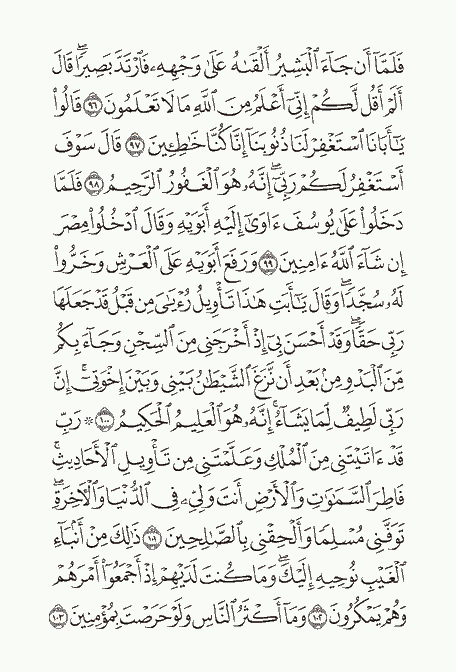 فَلَمَّآ أَن جَآءَ ٱلْبَشِيرُ أَلْقَىٰهُ عَلَىٰ وَجْهِهِۦ فَٱرْتَدَّ بَصِيرًۭا ۖ قَالَ
أَلَمْ أَقُل لَّكُمْ إِنِّىٓ أَعْلَمُ مِنَ ٱللَّهِ مَا لَا تَعْلَمُونَ ٩٦ قَالُوا۟
يَـٰٓأَبَانَا ٱسْتَغْفِرْ لَنَا ذُنُوبَنَآ إِنَّا كُنَّا خَـٰطِـِٔينَ ٩٧ قَالَ سَوْفَ
أَسْتَغْفِرُ لَكُمْ رَبِّىٓ ۖ إِنَّهُۥ هُوَ ٱلْغَفُورُ ٱلرَّحِيمُ ٩٨ فَلَمَّا
دَخَلُوا۟ عَلَىٰ يُوسُفَ ءَاوَىٰٓ إِلَيْهِ أَبَوَيْهِ وَقَالَ ٱدْخُلُوا۟ مِصْرَ
إِن شَآءَ ٱللَّهُ ءَامِنِينَ ٩٩ وَرَفَعَ أَبَوَيْهِ عَلَى ٱلْعَرْشِ وَخَرُّوا۟
لَهُۥ سُجَّدًۭا ۖ وَقَالَ يَـٰٓأَبَتِ هَـٰذَا تَأْوِيلُ رُءْيَـٰىَ مِن قَبْلُ قَدْ جَعَلَهَا
رَبِّى حَقًّۭا ۖ وَقَدْ أَحْسَنَ بِىٓ إِذْ أَخْرَجَنِى مِنَ ٱلسِّجْنِ وَجَآءَ بِكُم
مِّنَ ٱلْبَدْوِ مِنۢ بَعْدِ أَن نَّزَغَ ٱلشَّيْطَـٰنُ بَيْنِى وَبَيْنَ إِخْوَتِىٓ ۚ إِنَّ
رَبِّى لَطِيفٌۭ لِّمَا يَشَآءُ ۚ إِنَّهُۥ هُوَ ٱلْعَلِيمُ ٱلْحَكِيمُ ١٠٠ ۞ رَبِّ
قَدْ ءَاتَيْتَنِى مِنَ ٱلْمُلْكِ وَعَلَّمْتَنِى مِن تَأْوِيلِ ٱلْأَحَادِيثِ ۚ
فَاطِرَ ٱلسَّمَـٰوَٰتِ وَٱلْأَرْضِ أَنتَ وَلِىِّۦ فِى ٱلدُّنْيَا وَٱلْـَٔاخِرَةِ ۖ
تَوَفَّنِى مُسْلِمًۭا وَأَلْحِقْنِى بِٱلصَّـٰلِحِينَ ١٠١ ذَٰلِكَ مِنْ أَنۢبَآءِ
ٱلْغَيْبِ نُوحِيهِ إِلَيْكَ ۖ وَمَا كُنتَ لَدَيْهِمْ إِذْ أَجْمَعُوٓا۟ أَمْرَهُمْ
وَهُمْ يَمْكُرُونَ ١٠٢ وَمَآ أَكْثَرُ ٱلنَّاسِ وَلَوْ حَرَصْتَ بِمُؤْمِنِينَ ١٠٣